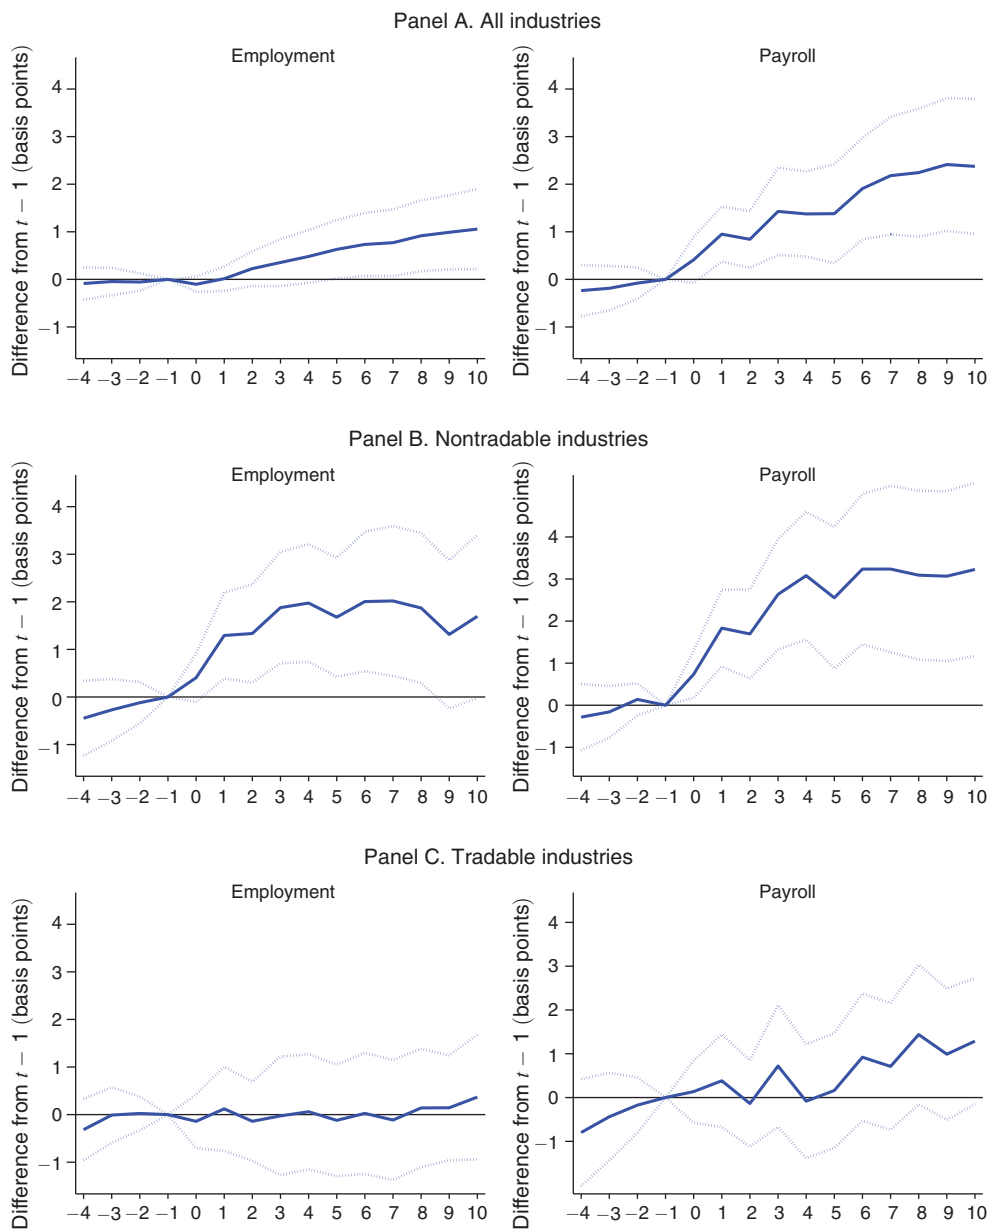 Panel A. All industries
Employment
Payroll
Difference from t − 1 (basis points)
4
3
2
1
0
−1
−4 −3 −2 −1 0 1 2 3 4 5 6 7 8 9 10
Difference from t − 1 (basis points)
4
3
2
1
0
−1
−4 −3 −2 −1 0 1 2 3 4 5 6 7 8 9 10
Panel B. Nontradable industries
Employment
Payroll
Difference from t − 1 (basis points)
4
3
2
1
0
−1
−4 −3 −2 −1 0 1 2 3 4 5 6 7 8 9 10
Difference from t − 1 (basis points)
4
3
2
1
0
−1
−4 −3 −2 −1 0 1 2 3 4 5 6 7 8 9 10
Panel C. Tradable industries
Employment
Payroll
Difference from t − 1 (basis points)
4
3
2
1
0
−1
−4 −3 −2 −1 0 1 2 3 4 5 6 7 8 9 10
Difference from t − 1 (basis points)
4
3
2
1
0
−1
−4 −3 −2 −1 0 1 2 3 4 5 6 7 8 9 10